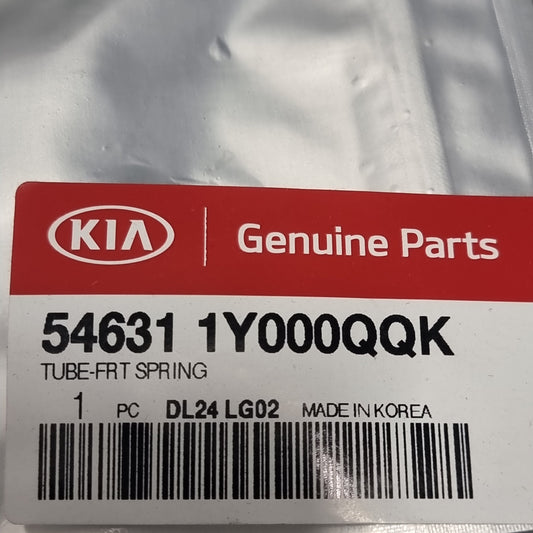 KIA Genuine Parts
54631 1Y000QQK
TUBE-FRT SPRING
1 PC DL24 LG02 MADE IN KOREA